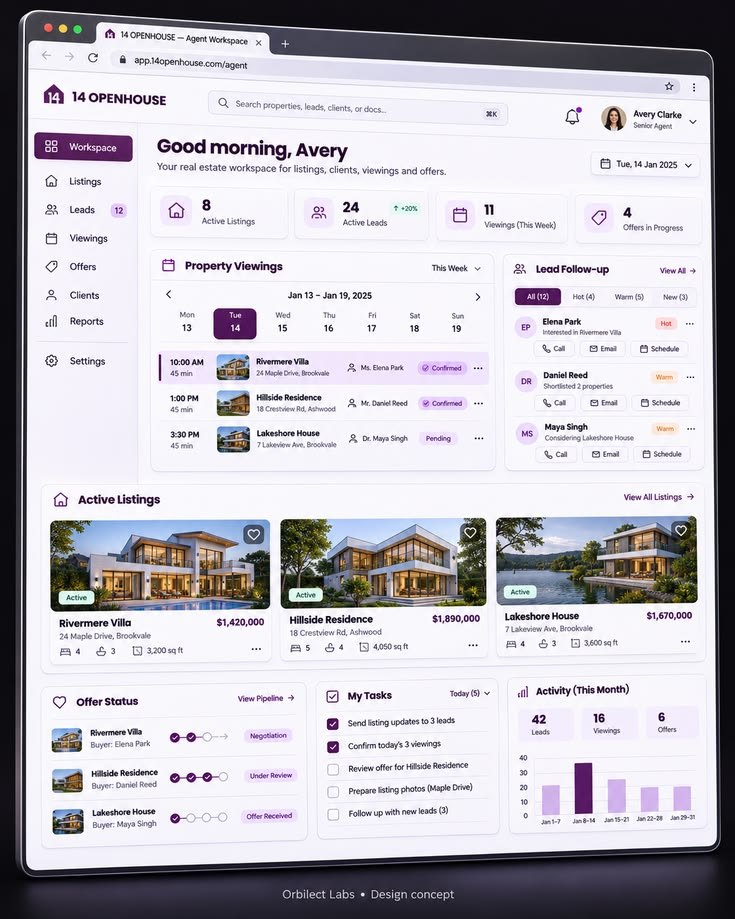 14 OPENHOUSE — Agent Workspace
app.14openhouse.com/agent
14
14 OPENHOUSE
Search properties, leads, clients, or docs...
⌘K
Avery Clarke
Senior Agent
Workspace
Listings
Leads 12
Viewings
Offers
Clients
Reports
Settings
Good morning, Avery
Your real estate workspace for listings, clients, viewings and offers.
Tue, 14 Jan 2025
8
Active Listings
24
↑ +20%
Active Leads
11
Viewings (This Week)
4
Offers in Progress
Property Viewings
This Week
Jan 13 – Jan 19, 2025
Mon Tue Wed Thu Fri Sat Sun
13 14 15 16 17 18 19
10:00 AM Rivermere Villa
45 min 24 Maple Drive, Brookvale
Ms. Elena Park
Confirmed
1:00 PM Hillside Residence
45 min 18 Crestview Rd, Ashwood
Mr. Daniel Reed
Confirmed
3:30 PM Lakeshore House
45 min 7 Lakeview Ave, Brookvale
Dr. Maya Singh
Pending
Lead Follow-up
View All →
All (12) Hot (4) Warm (5) New (3)
EP
Elena Park
Hot
Interested in Rivermere Villa
Call Email Schedule
DR
Daniel Reed
Warm
Shortlisted 2 properties
Call Email Schedule
MS
Maya Singh
Warm
Considering Lakeshore House
Call Email Schedule
Active Listings
View All Listings →
Active
Rivermere Villa $1,420,000
24 Maple Drive, Brookvale
4 3 3,200 sq ft
Active
Hillside Residence $1,890,000
18 Crestview Rd, Ashwood
5 4 4,050 sq ft
Active
Lakeshore House $1,670,000
7 Lakeview Ave, Brookvale
4 3 3,600 sq ft
Offer Status
View Pipeline →
Rivermere Villa
Buyer: Elena Park
Negotiation
Hillside Residence
Buyer: Daniel Reed
Under Review
Lakeshore House
Buyer: Maya Singh
Offer Received
My Tasks
Today (5)
Send listing updates to 3 leads
Confirm today's 3 viewings
Review offer for Hillside Residence
Prepare listing photos (Maple Drive)
Follow up with new leads (3)
Activity (This Month)
42
Leads
16
Viewings
6
Offers
40
30
20
10
0
Jan 1–7 Jan 8–14 Jan 15–21 Jan 22–28 Jan 29–31
Orbilect Labs • Design concept